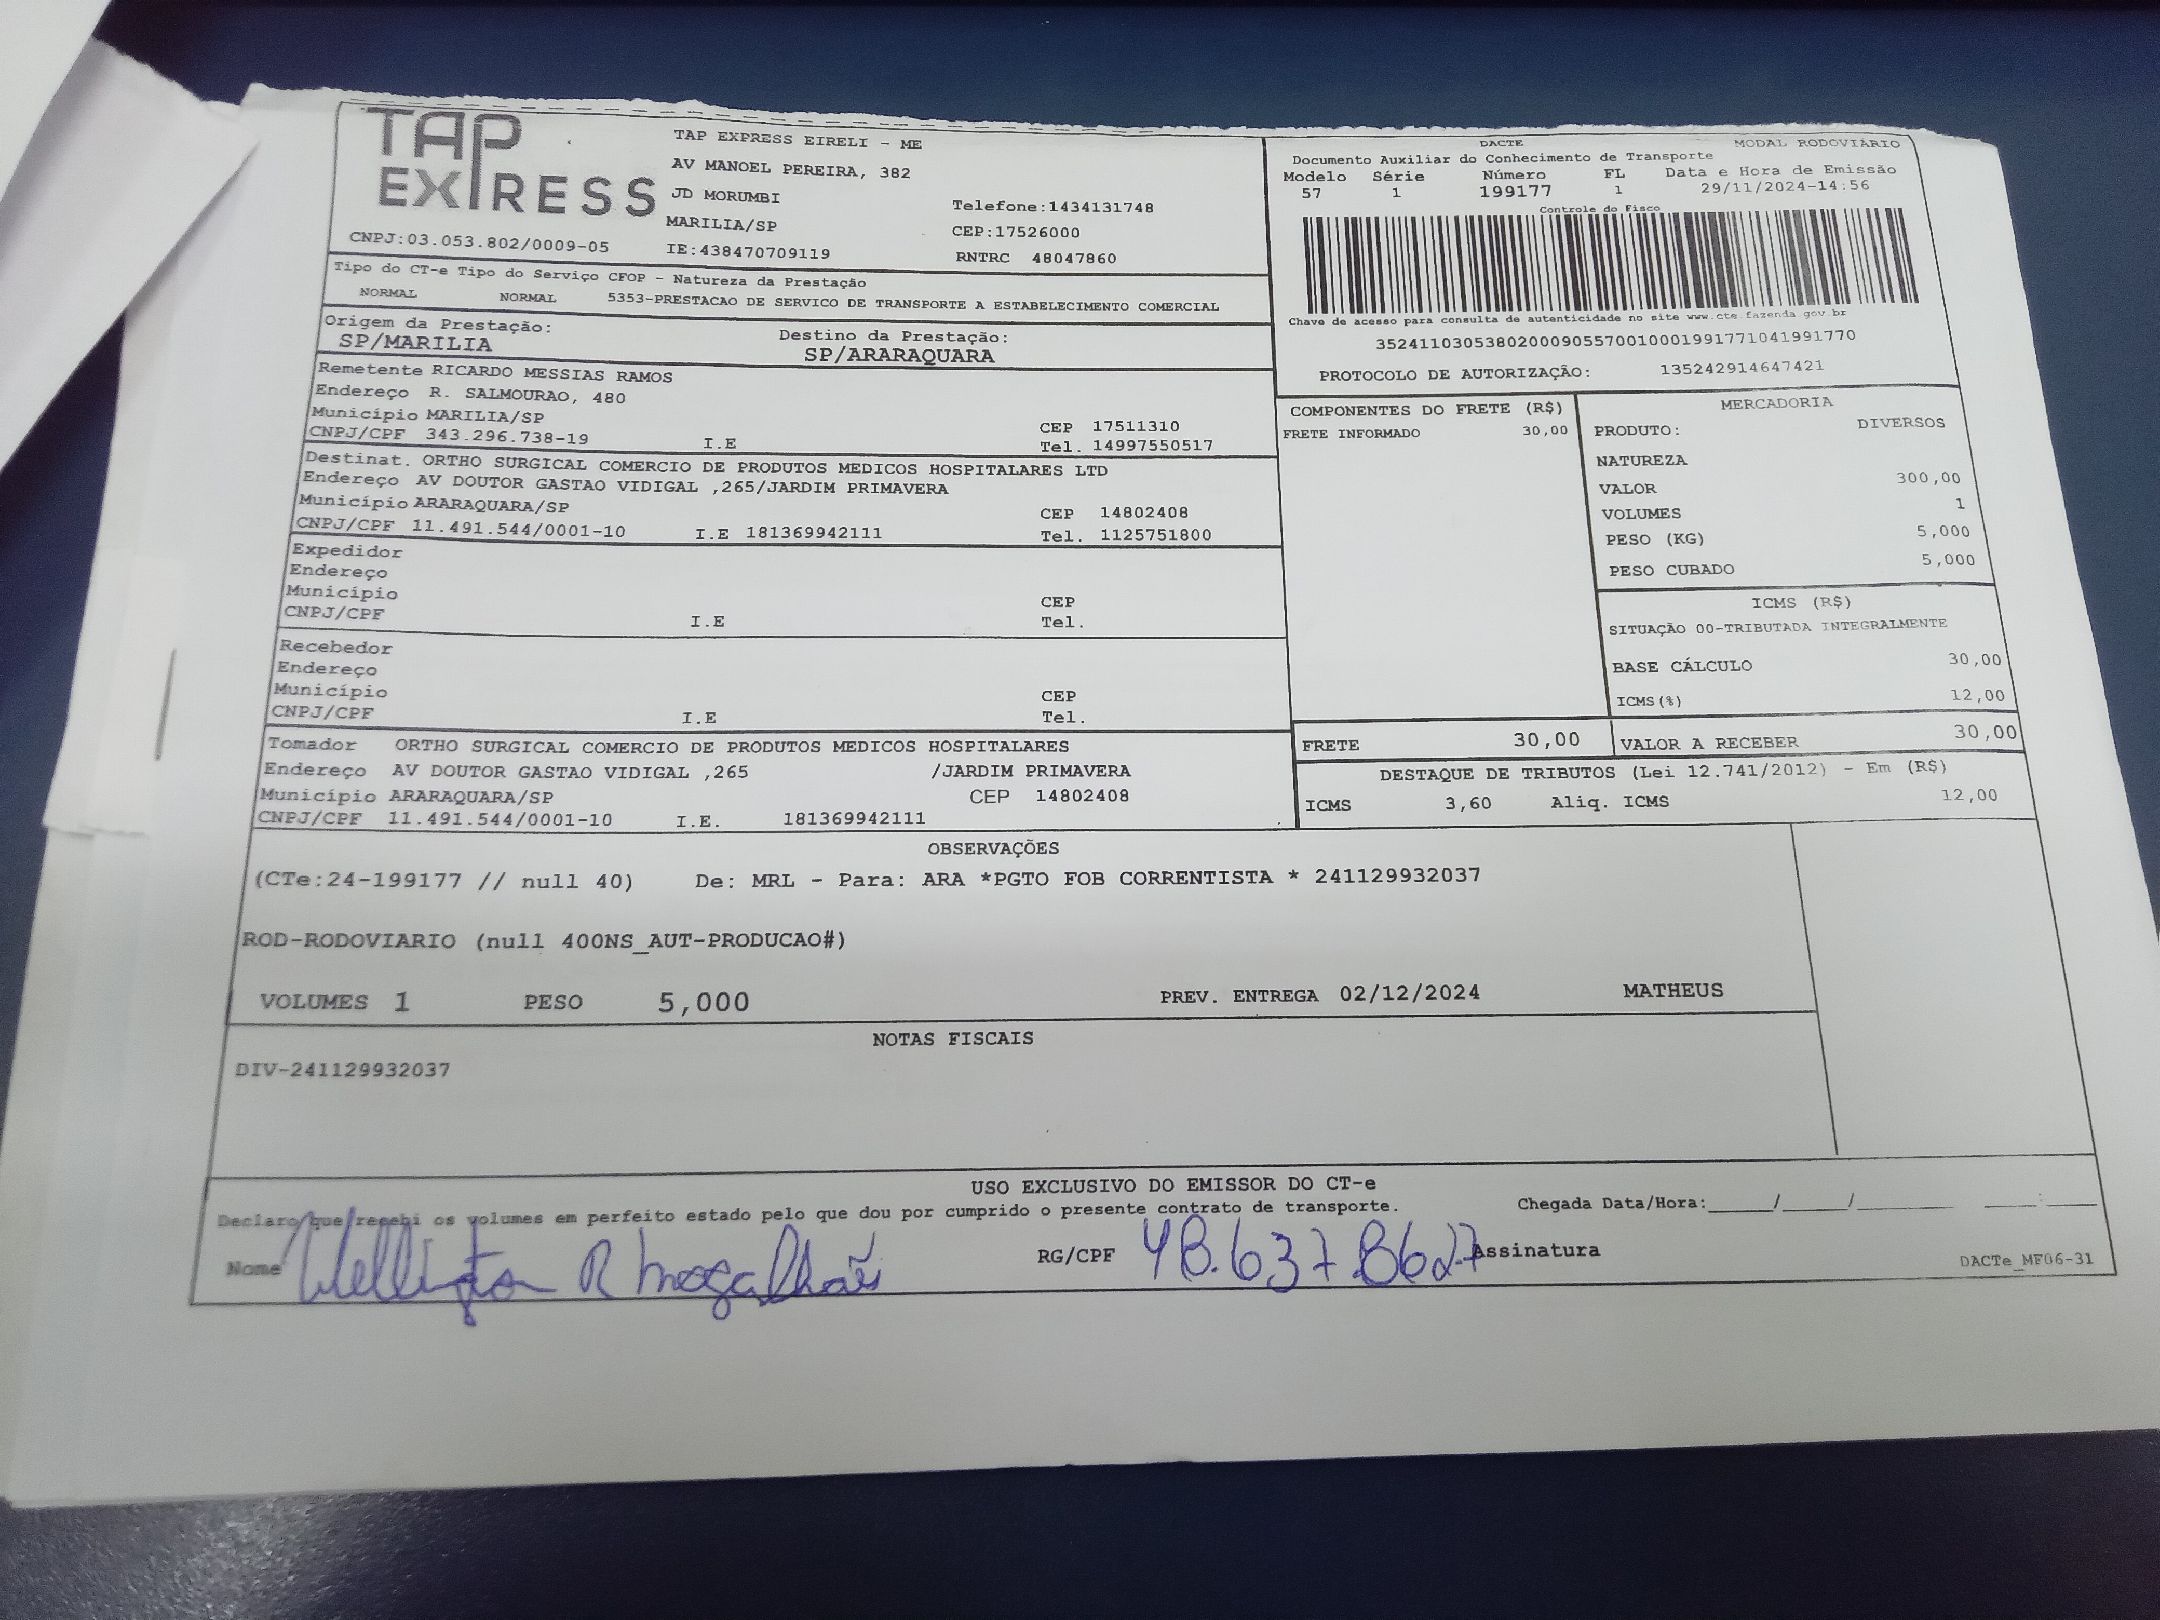 TAP
EXPRESS
TAP EXPRESS EIRELI - ME
AV MANOEL PEREIRA, 382
JD MORUMBI
Telefone:1434131748
MARILIA/SP
CEP:17526000
CNPJ:03.053.802/0009-05
IE:438470709119
RNTRC 48047860
DACTE
MODAL RODOVIÁRIO
Documento Auxiliar do Conhecimento de Transporte
Modelo Série Número FL Data e Hora de Emissão
57 1 199177 1 29/11/2024-14:56
Controle do Fisco
Chave de acesso para consulta de autenticidade no site www.cte.fazenda.gov.br
35241103053802000905570010001991771041991770
PROTOCOLO DE AUTORIZAÇÃO: 135242914647421
Tipo do CT-e Tipo do Serviço CFOP - Natureza da Prestação
NORMAL NORMAL 5353-PRESTACAO DE SERVICO DE TRANSPORTE A ESTABELECIMENTO COMERCIAL
Origem da Prestação: Destino da Prestação:
SP/MARILIA SP/ARARAQUARA
Remetente RICARDO MESSIAS RAMOS
Endereço R. SALMOURAO, 480
Município MARILIA/SP CEP 17511310
CNPJ/CPF 343.296.738-19 I.E Tel. 14997550517
Destinat. ORTHO SURGICAL COMERCIO DE PRODUTOS MEDICOS HOSPITALARES LTD
Endereço AV DOUTOR GASTAO VIDIGAL ,265/JARDIM PRIMAVERA
Município ARARAQUARA/SP CEP 14802408
CNPJ/CPF 11.491.544/0001-10 I.E 181369942111 Tel. 1125751800
Expedidor
Endereço
Município CEP
CNPJ/CPF I.E Tel.
Recebedor
Endereço
Município CEP
CNPJ/CPF I.E Tel.
Tomador ORTHO SURGICAL COMERCIO DE PRODUTOS MEDICOS HOSPITALARES
Endereço AV DOUTOR GASTAO VIDIGAL ,265 /JARDIM PRIMAVERA
Município ARARAQUARA/SP CEP 14802408
CNPJ/CPF 11.491.544/0001-10 I.E. 181369942111
COMPONENTES DO FRETE (R$)
FRETE INFORMADO 30,00
MERCADORIA
PRODUTO: DIVERSOS
NATUREZA
VALOR 300,00
VOLUMES 1
PESO (KG) 5,000
PESO CUBADO 5,000
ICMS (R$)
SITUAÇÃO 00-TRIBUTADA INTEGRALMENTE
BASE CÁLCULO 30,00
ICMS(%) 12,00
FRETE 30,00 VALOR A RECEBER 30,00
DESTAQUE DE TRIBUTOS (Lei 12.741/2012) - Em (R$)
ICMS 3,60 Aliq. ICMS 12,00
OBSERVAÇÕES
(CTe:24-199177 // null 40) De: MRL - Para: ARA *PGTO FOB CORRENTISTA * 241129932037
ROD-RODOVIARIO (null 400NS_AUT-PRODUCAO#)
VOLUMES 1 PESO 5,000 PREV. ENTREGA 02/12/2024 MATHEUS
NOTAS FISCAIS
DIV-241129932037
USO EXCLUSIVO DO EMISSOR DO CT-e
Declaro que recebi os volumes em perfeito estado pelo que dou por cumprido o presente contrato de transporte. Chegada Data/Hora:____/____/______ ___:___
Nome Wellington R Magalhães RG/CPF 48.637.8627 Assinatura
DACTe_MF06-31